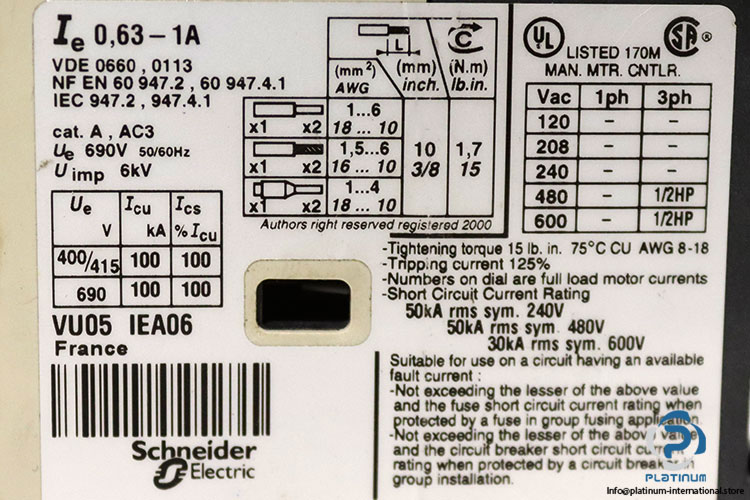 Ie 0,63 – 1A
VDE 0660 , 0113
NF EN 60 947.2 , 60 947.4.1
IEC 947.2 , 947.4.1
cat. A , AC3
Ue 690V 50/60Hz
U imp 6kV
Ue Icu Ics
V kA % Icu
400/415 100 100
690 100 100
VU05 IEA06
France
Schneider
Electric
L C
(mm²) (mm) (N.m)
AWG inch. lb.in.
x1 x2 1...6
18 ... 10
x1 x2 1,5...6 10 1,7
16 ... 10 3/8 15
x1 x2 1...4
18 ... 10
Authors right reserved registered 2000
UL LISTED 170M SA ®
MAN. MTR. CNTLR.
Vac 1ph 3ph
120 – –
208 – –
240 – –
480 – 1/2HP
600 – 1/2HP
-Tightening torque 15 lb. in. 75°C CU AWG 8-18
-Tripping current 125%
-Numbers on dial are full load motor currents
-Short Circuit Current Rating
50kA rms sym. 240V
50kA rms sym. 480V
30kA rms sym. 600V
Suitable for use on a circuit having an available
fault current :
-Not exceeding the lesser of the above value
and the fuse short circuit current rating when
protected by a fuse in group fusing application.
-Not exceeding the lesser of the above value
and the circuit breaker short circuit current
rating when protected by a circuit breaker in
group installation.
PLATINUM
Info@platinum-international.store